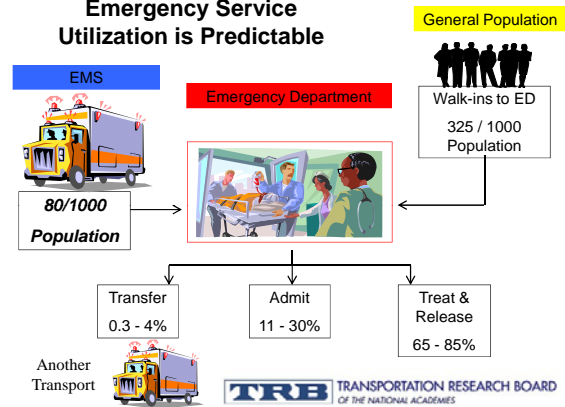 Emergency Service
Utilization is Predictable
General Population
EMS
Emergency Department
Walk-ins to ED
325 / 1000
Population
80/1000
Population
Transfer
0.3 - 4%
Admit
11 - 30%
Treat &
Release
65 - 85%
Another
Transport
TRB TRANSPORTATION RESEARCH BOARD
OF THE NATIONAL ACADEMIES